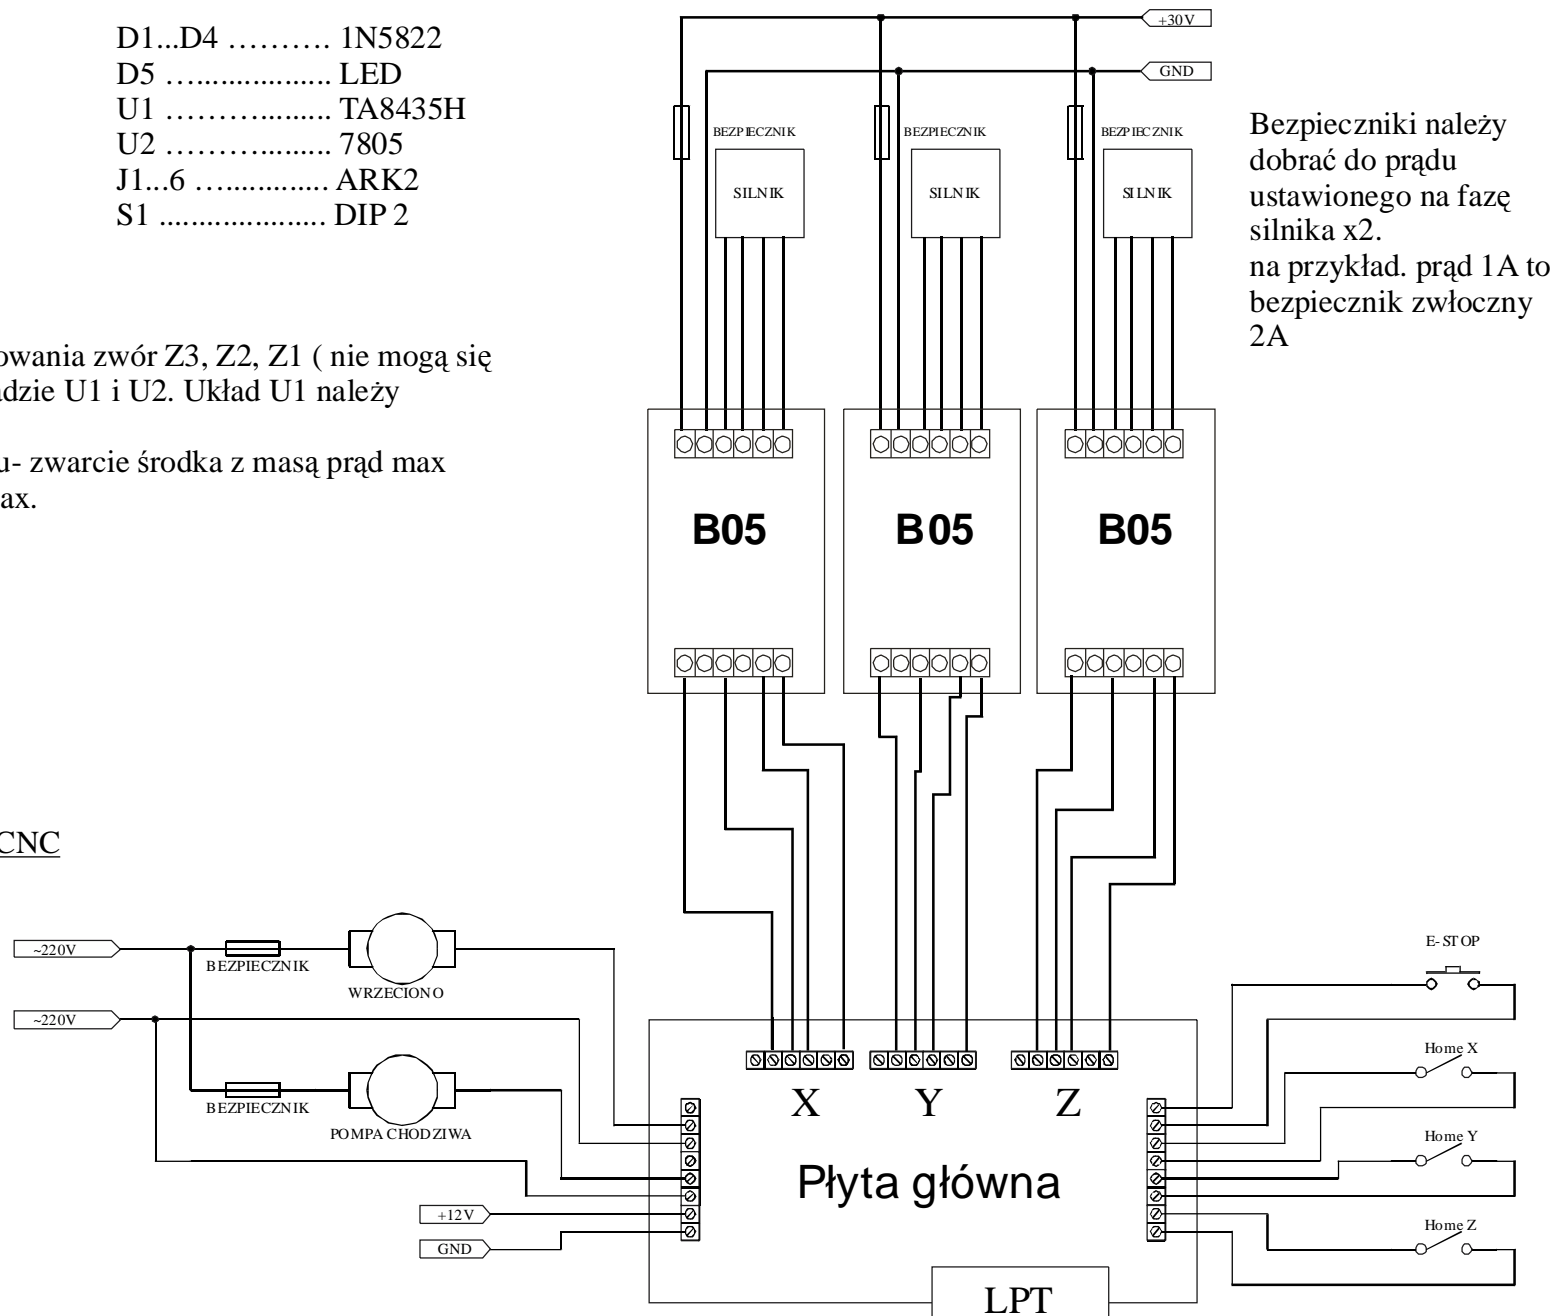 D1...D4 ………. 1N5822
D5 ….................. LED
U1 ………......... TA8435H
U2 ………......... 7805
J1...6 …............. ARK2
S1 ..................... DIP 2
+30V
GND
BEZPIECZNIK
BEZPIECZNIK
BEZPIECZNIK
SILNIK
SILNIK
SILNIK
Bezpieczniki należy
dobrać do prądu
ustawionego na fazę
silnika x2.
na przykład. prąd 1A to
bezpiecznik zwłoczny
2A
owania zwór Z3, Z2, Z1 ( nie mogą się
adzie U1 i U2. Układ U1 należy
u- zwarcie środka z masą prąd max
ax.
B05
B05
B05
CNC
~220V
BEZPIECZNIK
WRZECIONO
~220V
BEZPIECZNIK
POMPA CHODZIWA
+12V
GND
X
Y
Z
Płyta główna
LPT
E-STOP
Home X
Home Y
Home Z